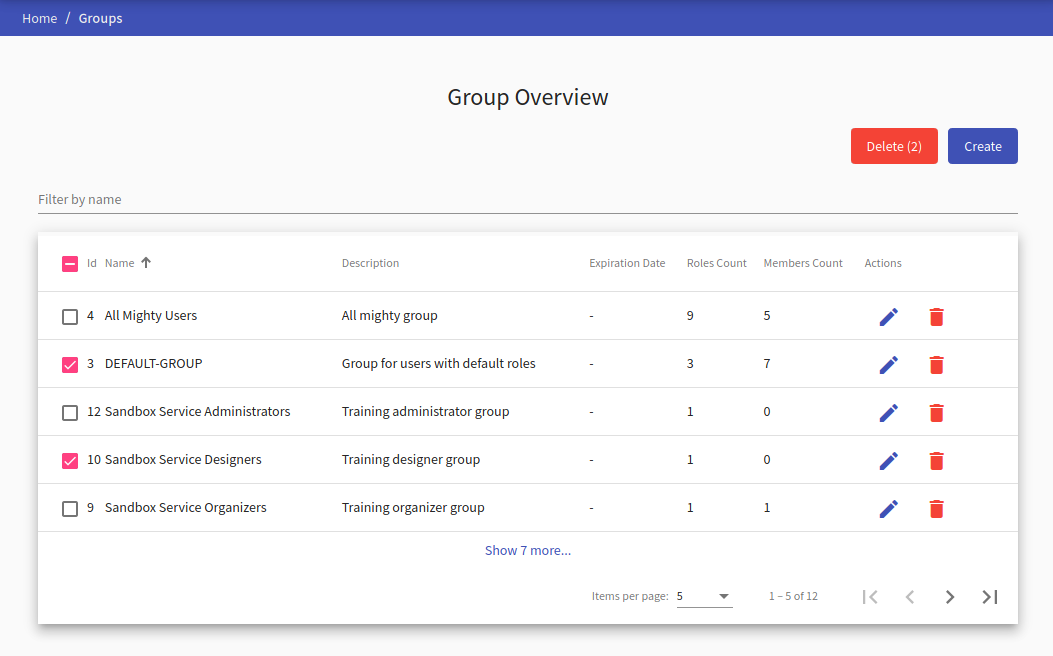 Home / Groups
Group Overview
Delete (2) Create
Filter by name
Id Name Description Expiration Date Roles Count Members Count Actions
4 All Mighty Users All mighty group - 9 5
3 DEFAULT-GROUP Group for users with default roles - 3 7
12 Sandbox Service Administrators Training administrator group - 1 0
10 Sandbox Service Designers Training designer group - 1 0
9 Sandbox Service Organizers Training organizer group - 1 1
Show 7 more...
Items per page: 5 1 – 5 of 12